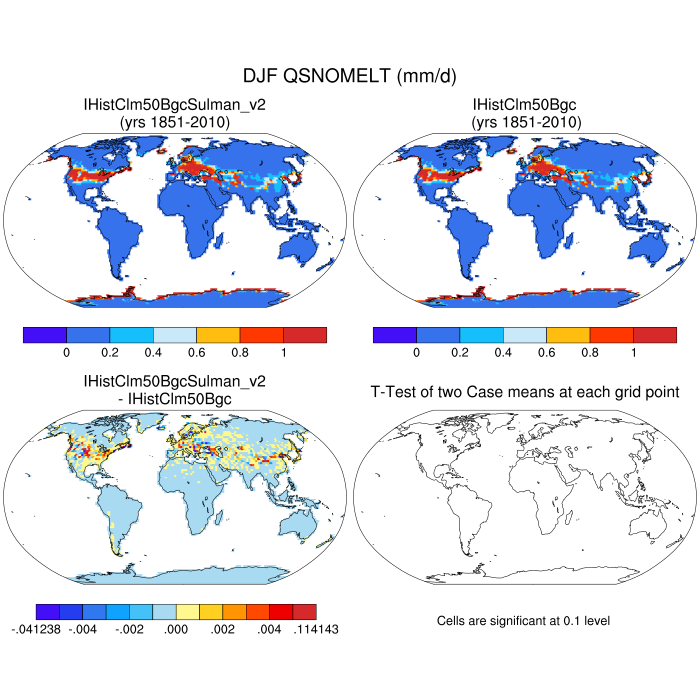 DJF QSNOMELT (mm/d)
IHistClm50BgcSulman_v2
(yrs 1851-2010)
IHistClm50Bgc
(yrs 1851-2010)
0 0.2 0.4 0.6 0.8 1
0 0.2 0.4 0.6 0.8 1
IHistClm50BgcSulman_v2
- IHistClm50Bgc
T-Test of two Case means at each grid point
-.041238 -.004 -.002 .000 .002 .004 .114143
Cells are significant at 0.1 level